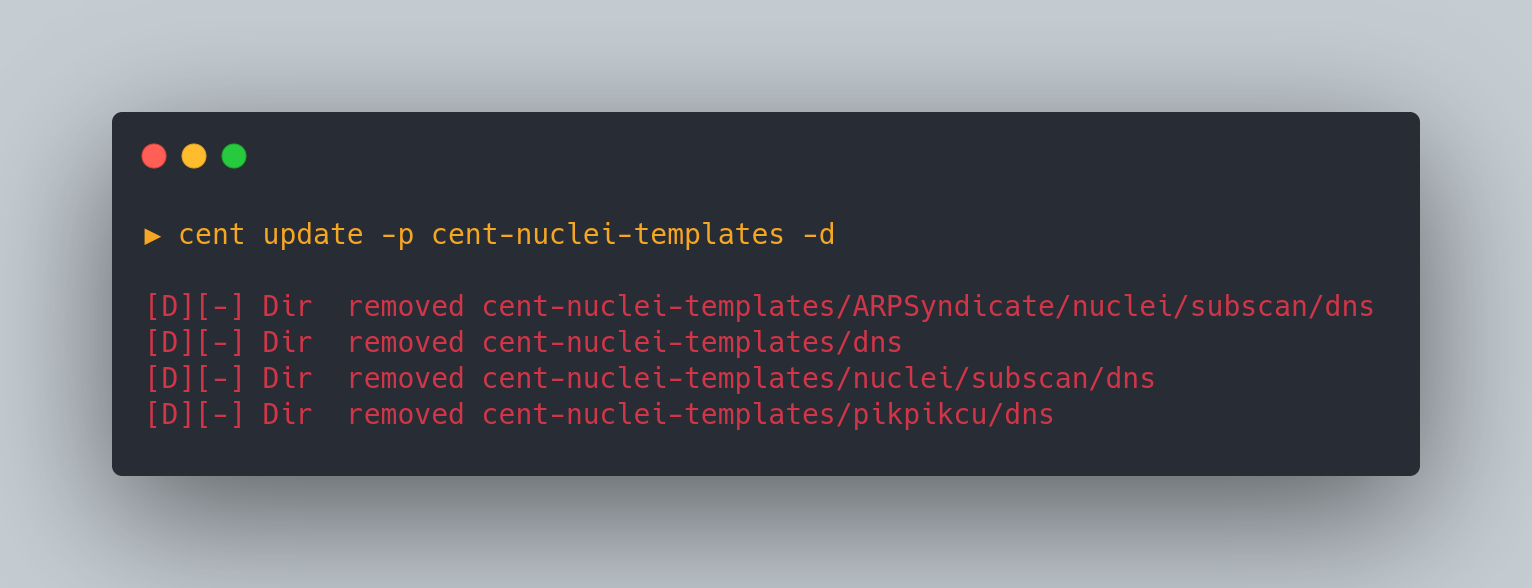 ▶ cent update -p cent-nuclei-templates -d
[D][-] Dir  removed cent-nuclei-templates/ARPSyndicate/nuclei/subscan/dns
[D][-] Dir  removed cent-nuclei-templates/dns
[D][-] Dir  removed cent-nuclei-templates/nuclei/subscan/dns
[D][-] Dir  removed cent-nuclei-templates/pikpikcu/dns